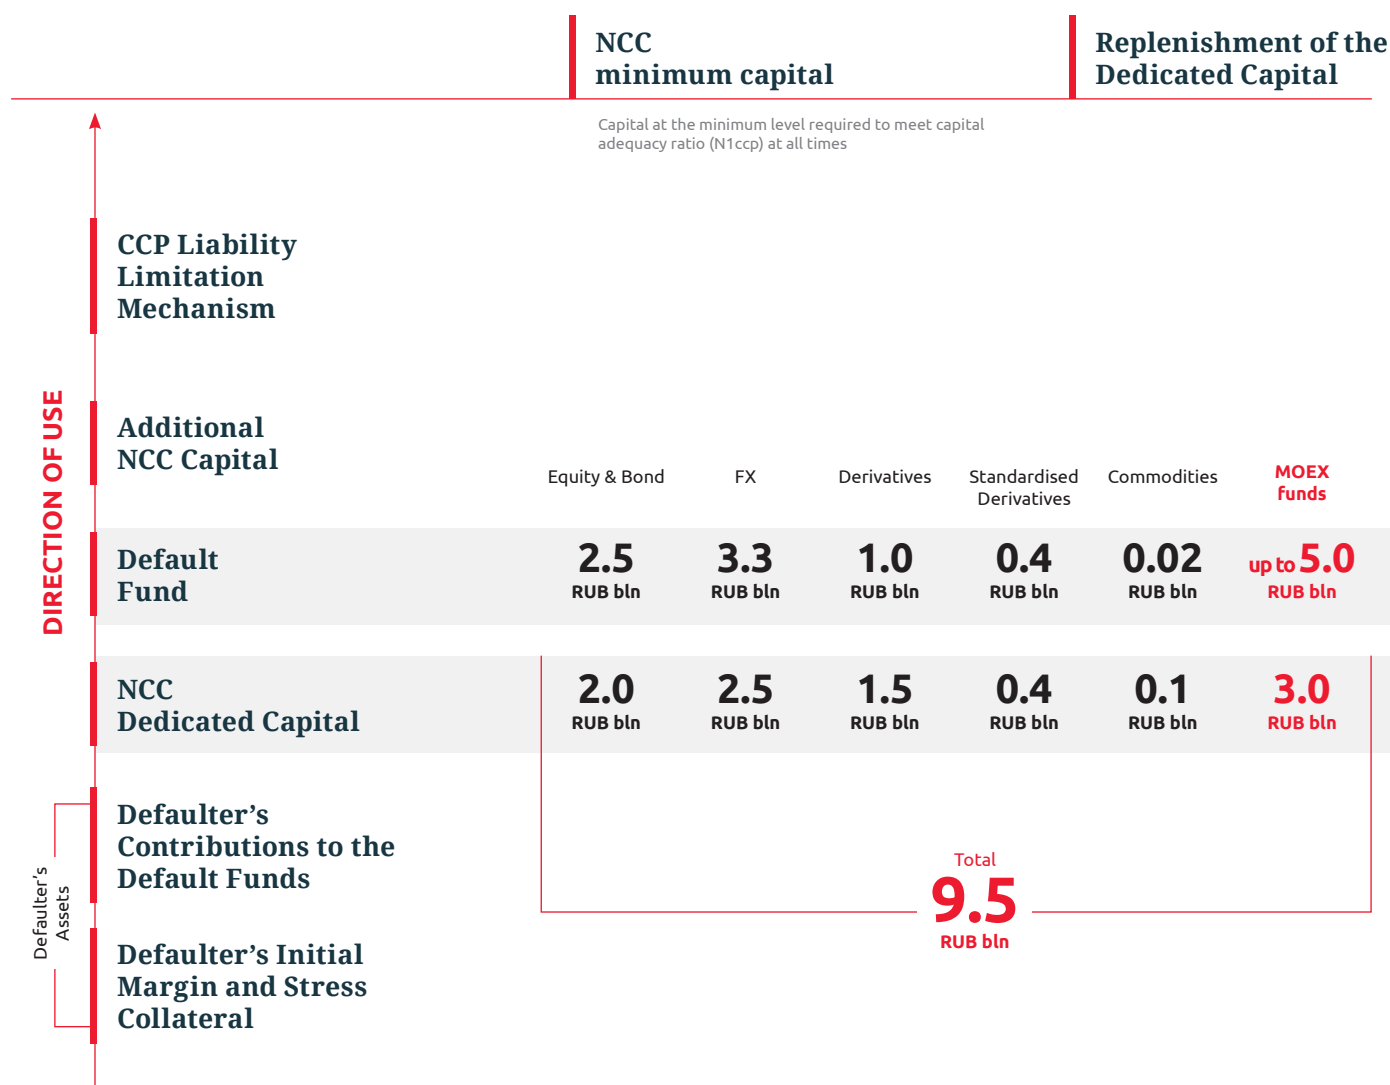 NCC
minimum capital
Replenishment of the
Dedicated Capital
Capital at the minimum level required to meet capital
adequacy ratio (N1ccp) at all times
DIRECTION OF USE
CCP Liability
Limitation
Mechanism
Additional
NCC Capital
Equity & Bond
FX
Derivatives
Standardised
Derivatives
Commodities
MOEX
funds
Default
Fund
2.5
RUB bln
3.3
RUB bln
1.0
RUB bln
0.4
RUB bln
0.02
RUB bln
up to 5.0
RUB bln
NCC
Dedicated Capital
2.0
RUB bln
2.5
RUB bln
1.5
RUB bln
0.4
RUB bln
0.1
RUB bln
3.0
RUB bln
Defaulter’s
Assets
Defaulter’s
Contributions to the
Default Funds
Total
9.5
RUB bln
Defaulter’s Initial
Margin and Stress
Collateral